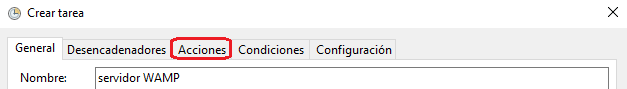 Crear tarea
General Desencadenadores Acciones Condiciones Configuración
Nombre: servidor WAMP